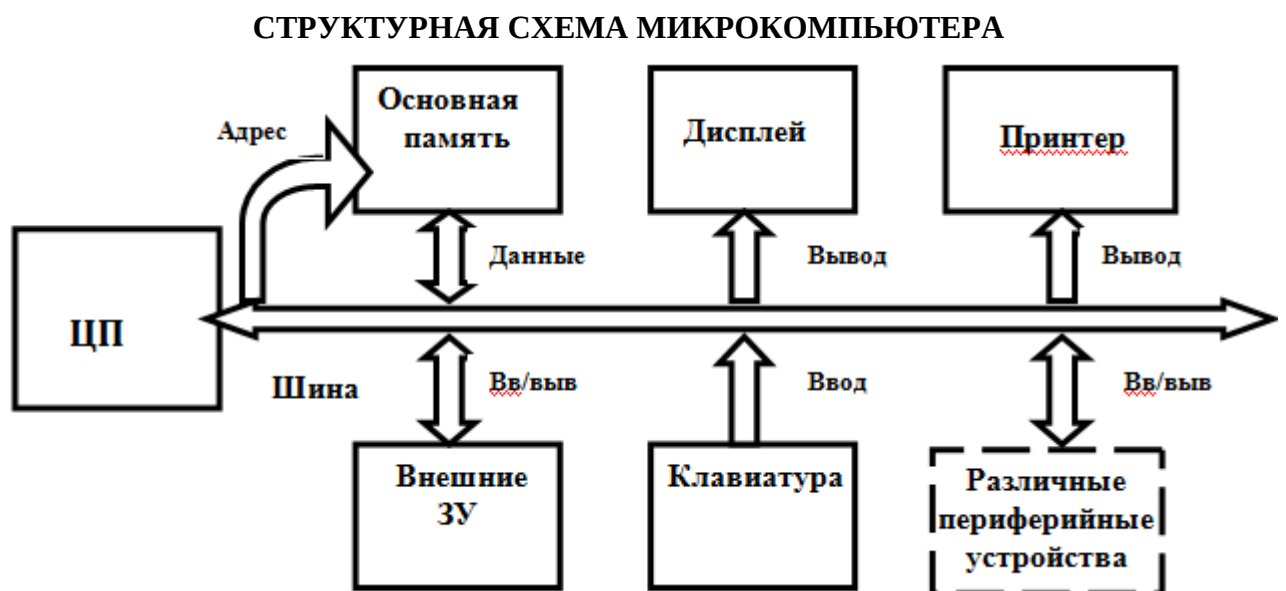 СТРУКТУРНАЯ СХЕМА МИКРОКОМПЬЮТЕРА
Адрес
Основная
память
Дисплей
Принтер
Данные
Вывод
Вывод
ЦП
Шина
Вв/выв
Ввод
Вв/выв
Внешние
ЗУ
Клавиатура
Различные
периферийные
устройства